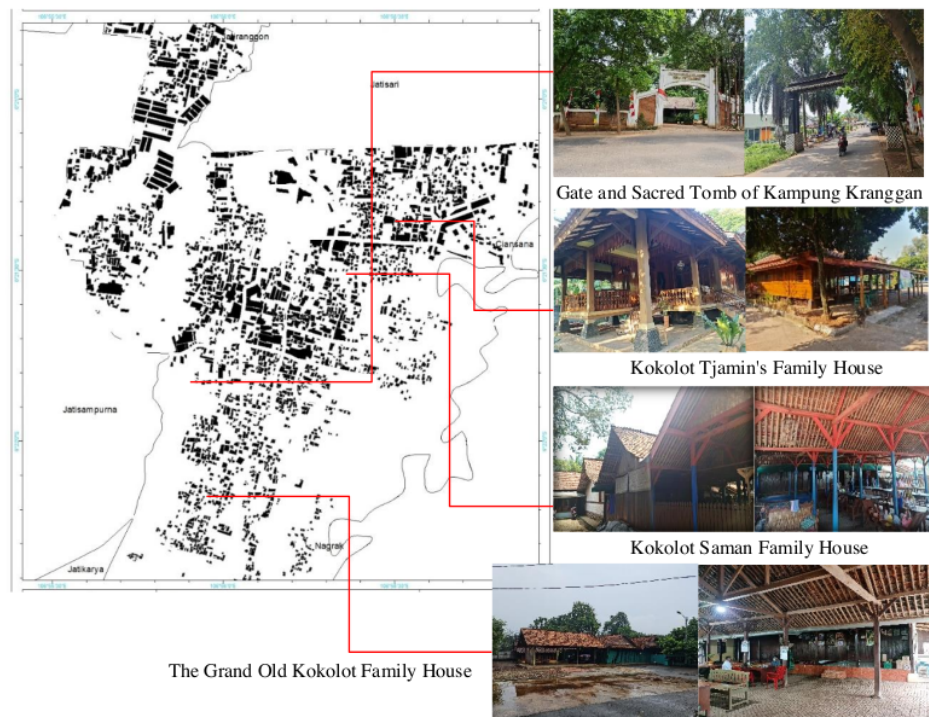 Jatiranggon
Jatisari
Gate and Sacred Tomb of Kampung Kranggan
Ciangsana
Kokolot Tjamin's Family House
Jatisampurna
Kokolot Saman Family House
Nagrak
Jatikarya
The Grand Old Kokolot Family House